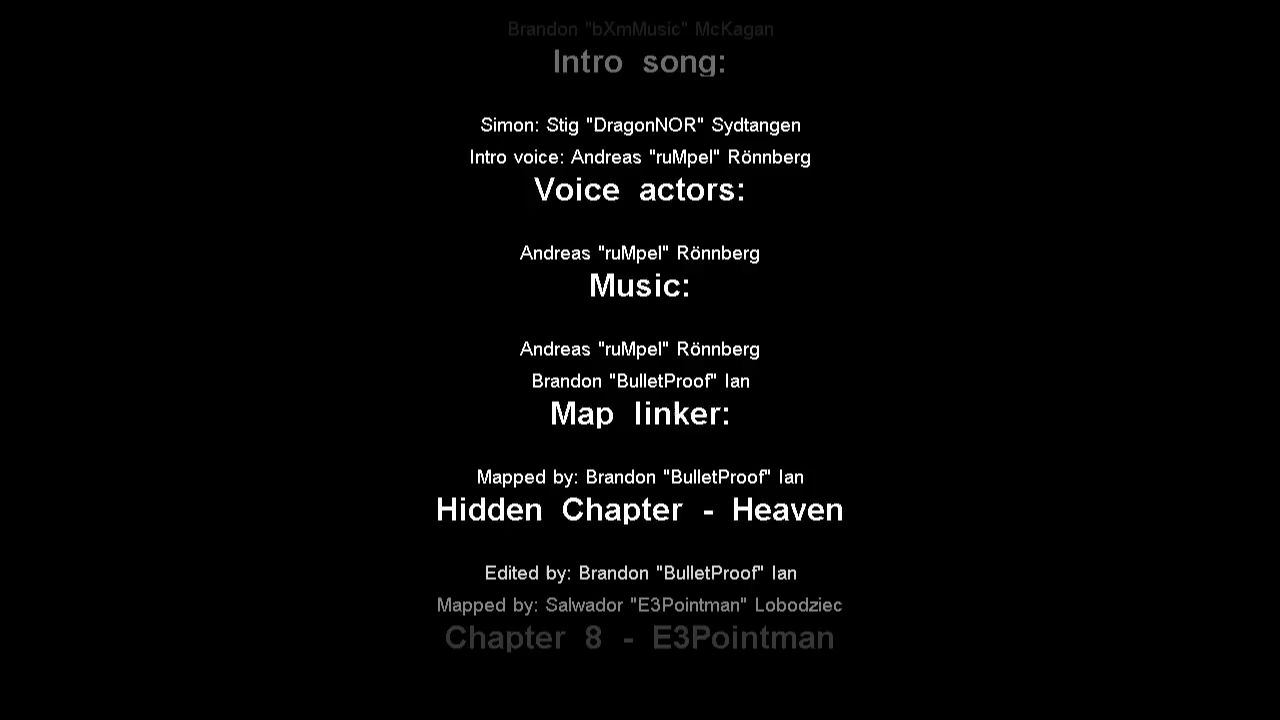 Brandon "bXmMusic" McKagan
Intro song:
Simon: Stig "DragonNOR" Sydtangen
Intro voice: Andreas "ruMpel" Rönnberg
Voice actors:
Andreas "ruMpel" Rönnberg
Music:
Andreas "ruMpel" Rönnberg
Brandon "BulletProof" Ian
Map linker:
Mapped by: Brandon "BulletProof" Ian
Hidden Chapter - Heaven
Edited by: Brandon "BulletProof" Ian
Mapped by: Salwador "E3Pointman" Lobodziec
Chapter 8 - E3Pointman